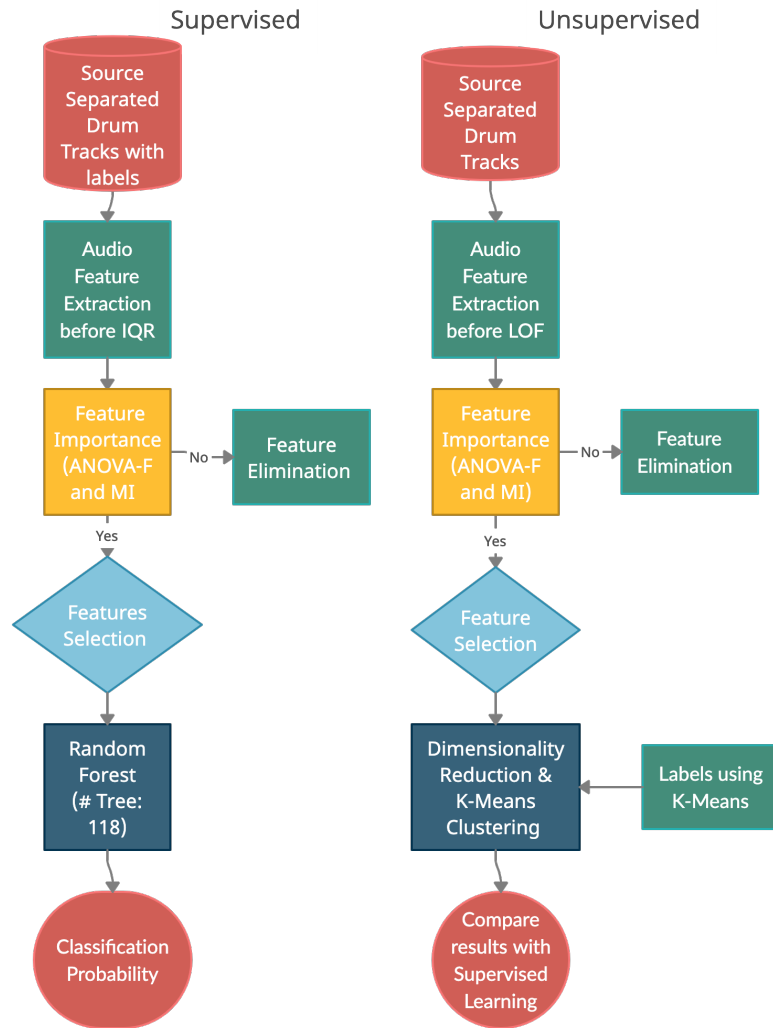 Supervised
Source
Separated
Drum
Tracks with
labels
Audio
Feature
Extraction
before IQR
Feature
Importance
(ANOVA-F
and MI
No
Feature
Elimination
Yes
Features
Selection
Random
Forest
(# Tree:
118)
Classification
Probability
Unsupervised
Source
Separated
Drum
Tracks
Audio
Feature
Extraction
before LOF
Feature
Importance
(ANOVA-F
and MI)
No
Feature
Elimination
Yes
Feature
Selection
Dimensionality
Reduction &
K-Means
Clustering
Labels using
K-Means
Compare
results with
Supervised
Learning